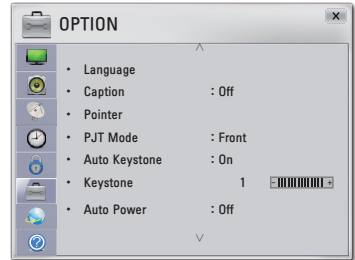 OPTION
• Language
• Caption : Off
• Pointer
• PJT Mode : Front
• Auto Keystone : On
• Keystone 1 - +
• Auto Power : Off